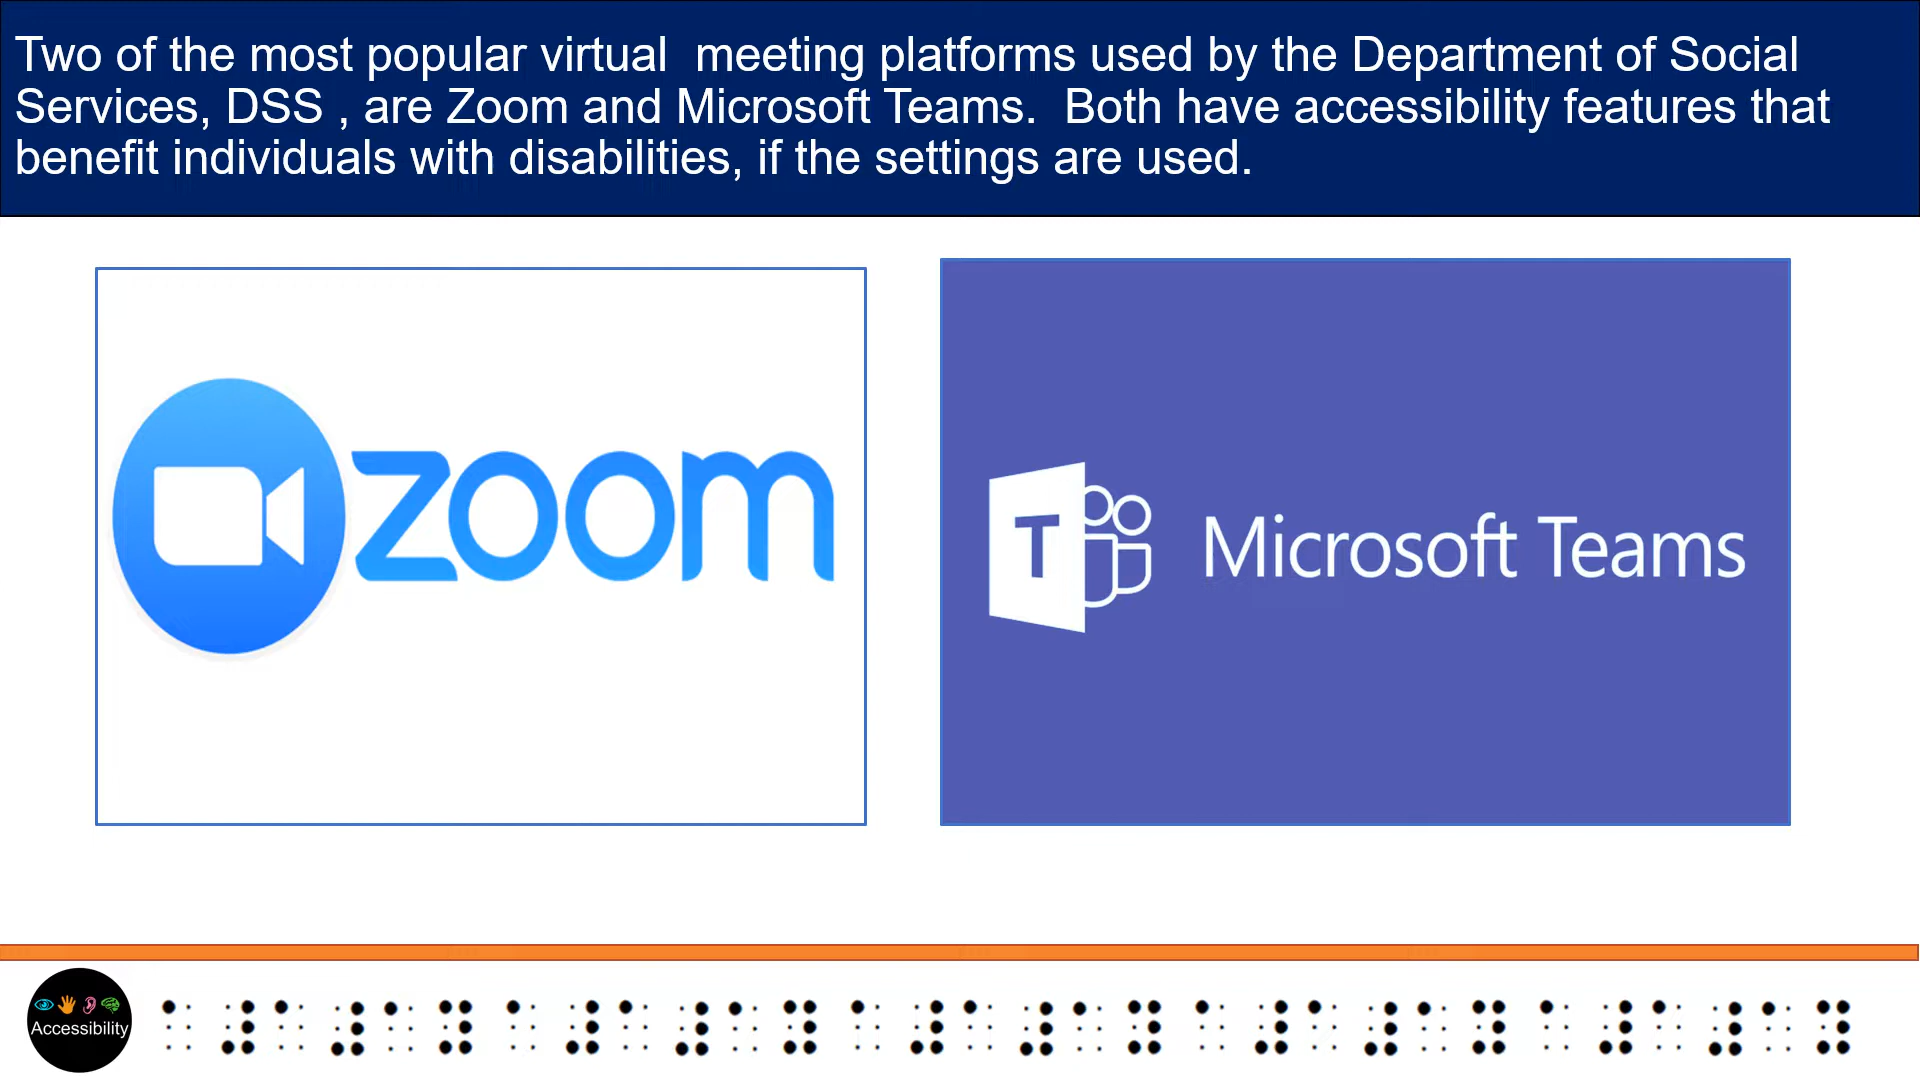 Two of the most popular virtual  meeting platforms used by the Department of Social
Services, DSS , are Zoom and Microsoft Teams.  Both have accessibility features that
benefit individuals with disabilities, if the settings are used.
zoom
T
Microsoft Teams
Accessibility